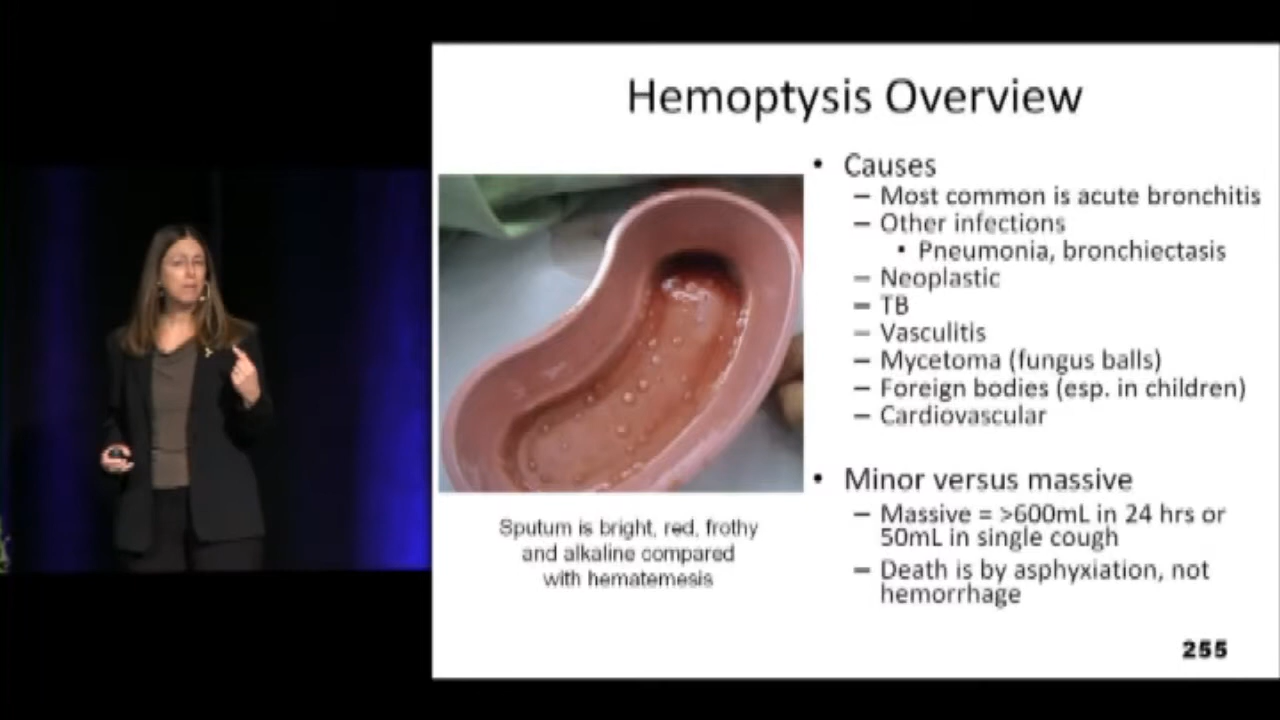 Hemoptysis Overview
• Causes
– Most common is acute bronchitis
– Other infections
• Pneumonia, bronchiectasis
– Neoplastic
– TB
– Vasculitis
– Mycetoma (fungus balls)
– Foreign bodies (esp. in children)
– Cardiovascular
• Minor versus massive
– Massive = >600mL in 24 hrs or
50mL in single cough
– Death is by asphyxiation, not
hemorrhage
Sputum is bright, red, frothy
and alkaline compared
with hematemesis
255